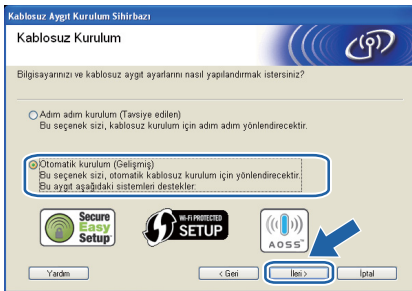 Kablosuz Aygıt Kurulum Sihirbazı
Kablosuz Kurulum
Bilgisayarınızı ve kablosuz aygıt ayarlarını nasıl yapılandırmak istersiniz?
Adım adım kurulum (Tavsiye edilen)
Bu seçenek sizi, kablosuz kurulum için adım adım yönlendirecektir.
Otomatik kurulum (Gelişmiş)
Bu seçenek sizi, otomatik kablosuz kurulum için yönlendirecektir.
Bu aygıt aşağıdaki sistemleri destekler:
Secure
Easy
Setup
WI-FI PROTECTED
SETUP
AOSS
Yardım
< Geri
İleri >
İptal